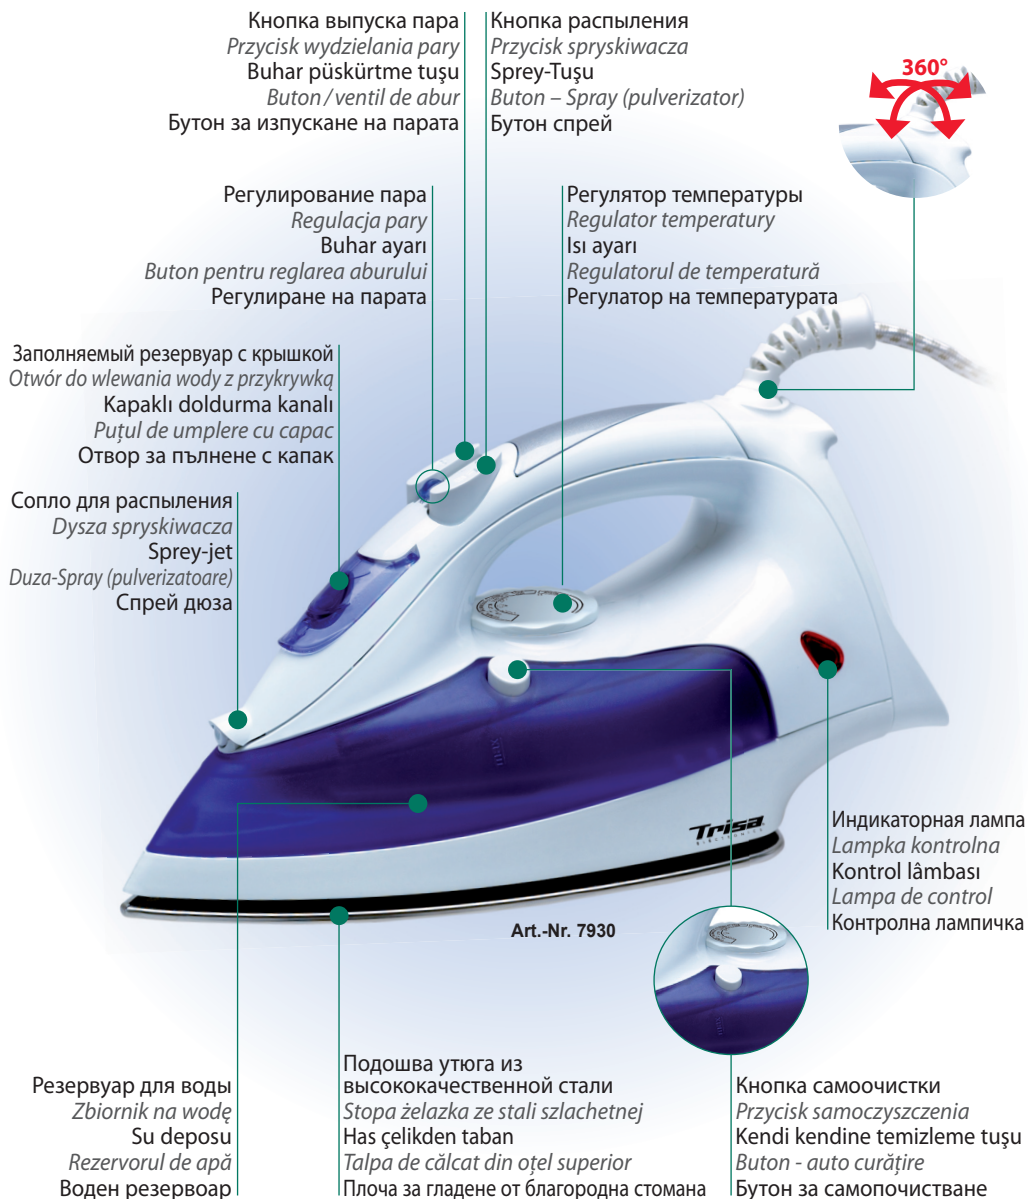 Кнопка выпуска пара
Przycisk wydzielania pary
Buhar püskürtme tuşu
Buton / ventil de abur
Бутон за изпускане на парата
Кнопка распыления
Przycisk spryskiwacza
Sprey-Tuşu
Buton – Spray (pulverizator)
Бутон спрей
360°
Регулирование пара
Regulacja pary
Buhar ayarı
Buton pentru reglarea aburului
Регулиране на парата
Регулятор температуры
Regulator temperatury
Isı ayarı
Regulatorul de temperatură
Регулатор на температурата
Заполняемый резервуар с крышкой
Otwór do wlewania wody z przykrywką
Kapaklı doldurma kanalı
Puțul de umplere cu capac
Отвор за пълнене с капак
Сопло для распыления
Dysza spryskiwacza
Sprey-jet
Duza-Spray (pulverizatoare)
Спрей дюза
Trisa
ELECTRONICS
Индикаторная лампа
Lampka kontrolna
Kontrol lâmbası
Lampa de control
Контролна лампичка
Art.-Nr. 7930
Резервуар для воды
Zbiornik na wodę
Su deposu
Rezervorul de apă
Воден резервоар
Подошва утюга из
высококачественной стали
Stopa żelazka ze stali szlachetnej
Has çelikden taban
Talpa de călcat din oțel superior
Плоча за гладене от благородна стомана
Кнопка самоочистки
Przycisk samoczyszczenia
Kendi kendine temizleme tuşu
Buton - auto curățire
Бутон за самопочистване